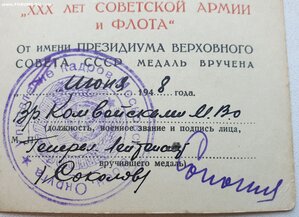 „XXX ЛЕТ СОВЕТСКОЙ АРМИИ
И ФЛОТА“
ОТ ИМЕНИ ПРЕЗИДИУМА ВЕРХОВНОГО
СОВЕТА СССР МЕДАЛЬ ВРУЧЕНА
Июня 1948 года.
МВО
(должность, воинское звание и подпись лица,
Генерал Лейтенант
вручившего медаль)
Соколов